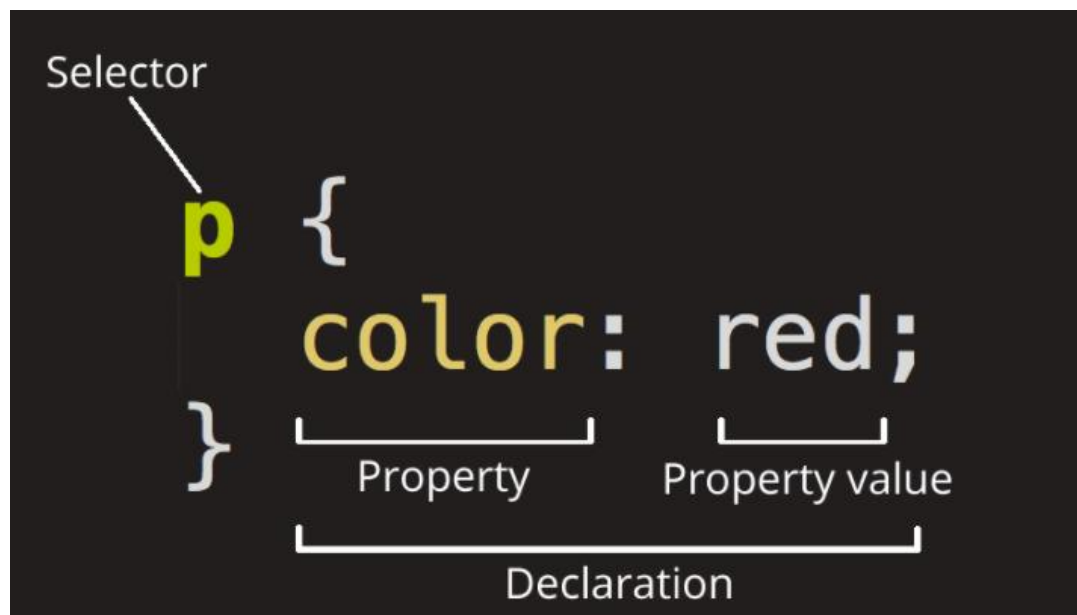 Selector
p {
color: red;
}
Property
Property value
Declaration